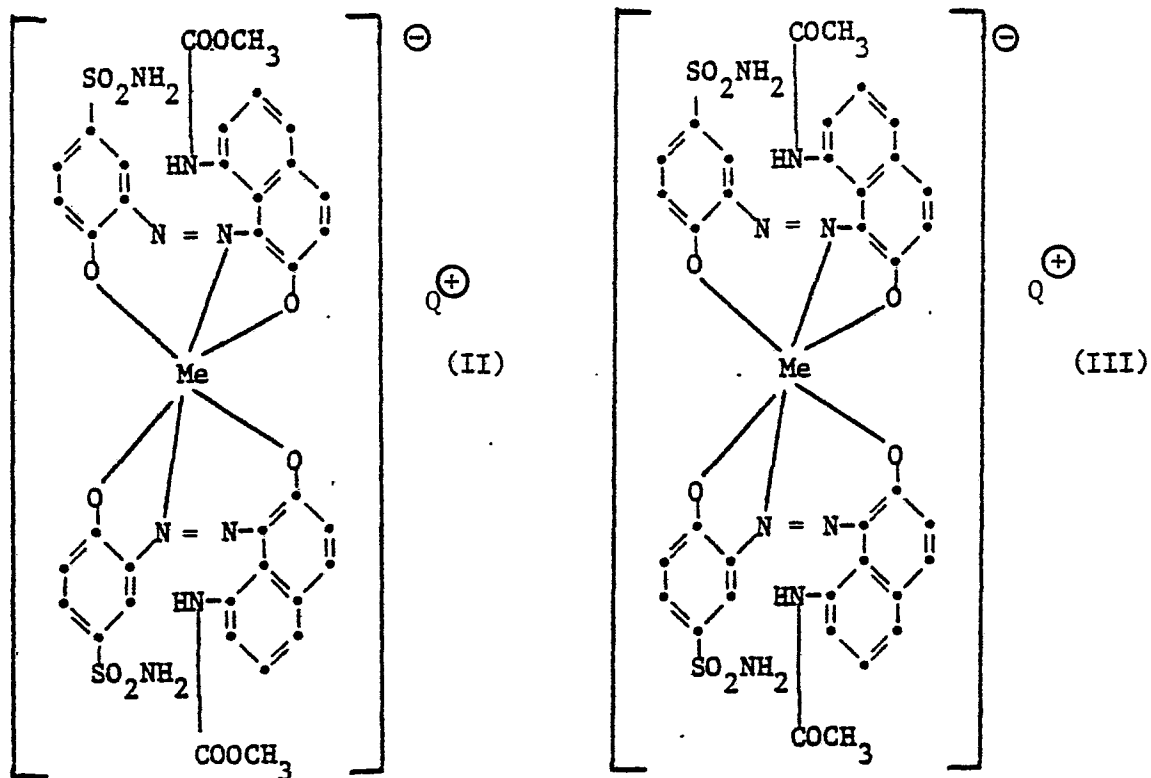 COOCH3
SO2NH2
HN
N = N
O
O
Me
Q⊕
⊖
(II)
O
O
N = N
HN
SO2NH2
COOCH3
COCH3
SO2NH2
HN
N = N
O
O
Me
Q⊕
⊖
(III)
O
O
N = N
HN
SO2NH2
COCH3